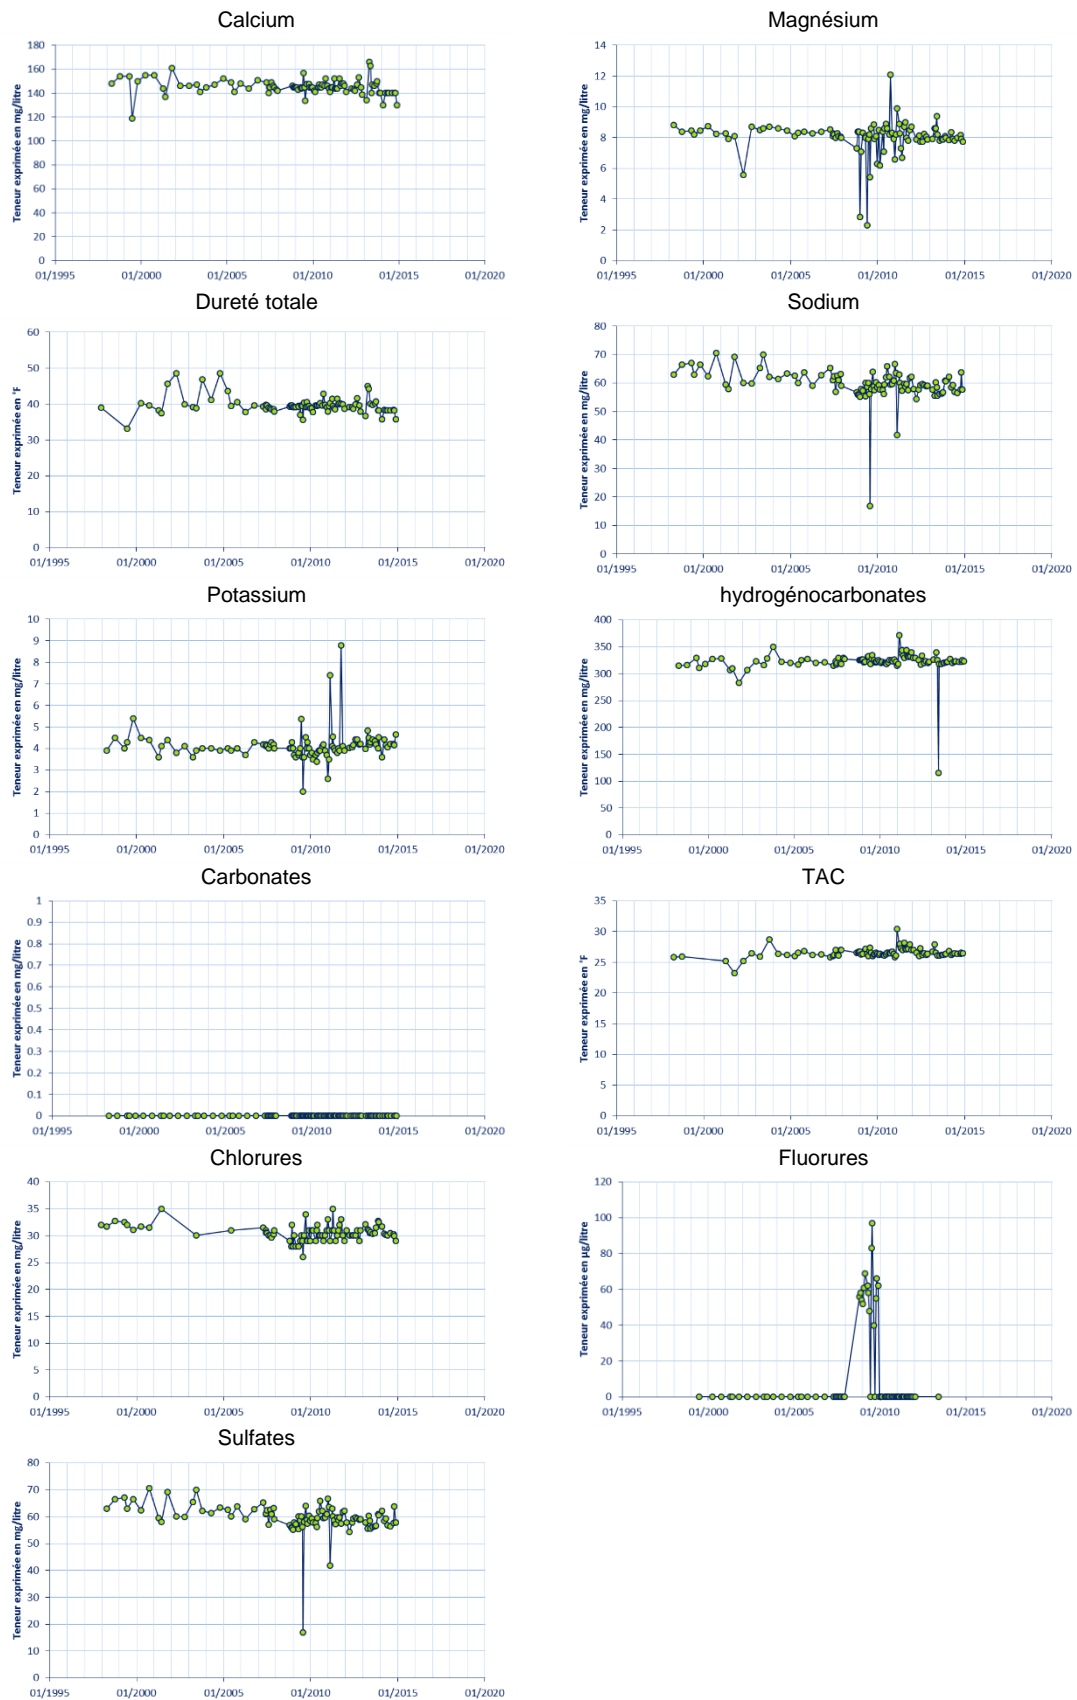 Calcium
Teneur exprimée en mg/litre
180
160
140
120
100
80
60
40
20
0
01/1995 01/2000 01/2005 01/2010 01/2015 01/2020
Magnésium
Teneur exprimée en mg/litre
14
12
10
8
6
4
2
0
01/1995 01/2000 01/2005 01/2010 01/2015 01/2020
Dureté totale
Teneur exprimée en °F
60
50
40
30
20
10
0
01/1995 01/2000 01/2005 01/2010 01/2015 01/2020
Sodium
Teneur exprimée en mg/litre
80
70
60
50
40
30
20
10
0
01/1995 01/2000 01/2005 01/2010 01/2015 01/2020
Potassium
Teneur exprimée en mg/litre
10
9
8
7
6
5
4
3
2
1
0
01/1995 01/2000 01/2005 01/2010 01/2015 01/2020
hydrogénocarbonates
Teneur exprimée en mg/litre
400
350
300
250
200
150
100
50
0
01/1995 01/2000 01/2005 01/2010 01/2015 01/2020
Carbonates
Teneur exprimée en mg/litre
1
0.9
0.8
0.7
0.6
0.5
0.4
0.3
0.2
0.1
0
01/1995 01/2000 01/2005 01/2010 01/2015 01/2020
TAC
Teneur exprimée en °F
35
30
25
20
15
10
5
0
01/1995 01/2000 01/2005 01/2010 01/2015 01/2020
Chlorures
Teneur exprimée en mg/litre
40
35
30
25
20
15
10
5
0
01/1995 01/2000 01/2005 01/2010 01/2015 01/2020
Fluorures
Teneur exprimée en µg/litre
120
100
80
60
40
20
0
01/1995 01/2000 01/2005 01/2010 01/2015 01/2020
Sulfates
Teneur exprimée en mg/litre
80
70
60
50
40
30
20
10
0
01/1995 01/2000 01/2005 01/2010 01/2015 01/2020